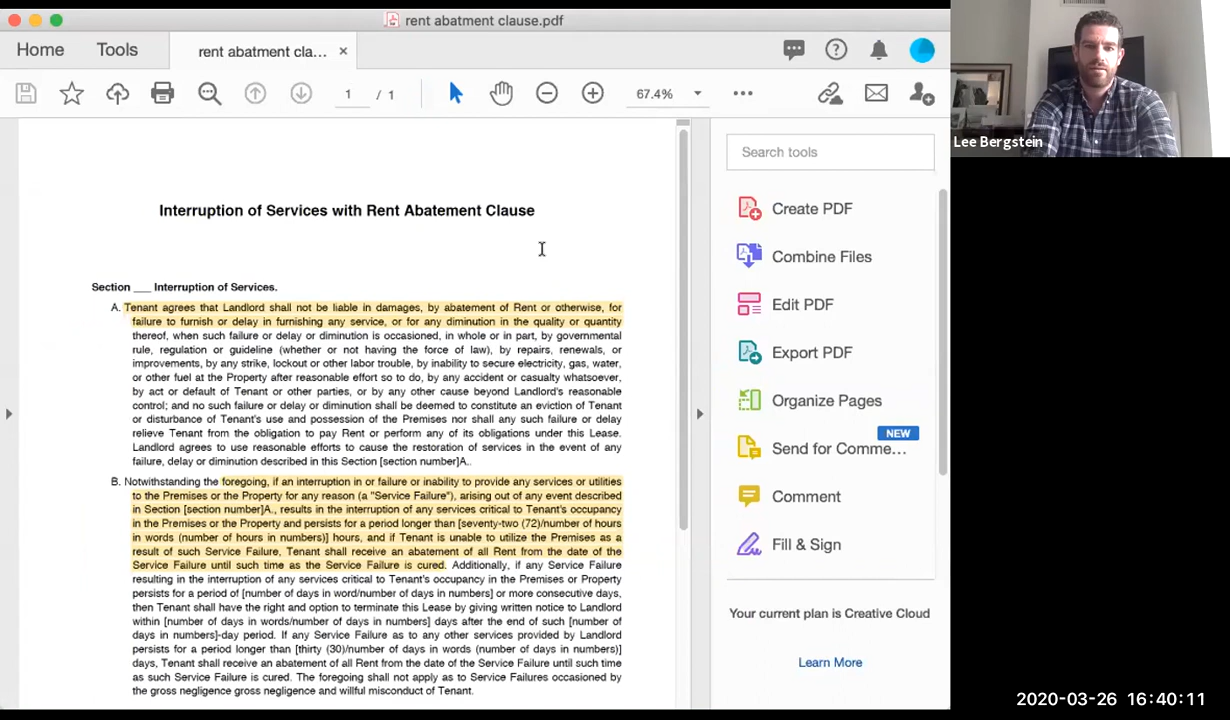 rent abatment clause.pdf
Home
Tools
rent abatment cla...
1 / 1
67.4%
Lee Bergstein
Search tools
Interruption of Services with Rent Abatement Clause
Section ___ Interruption of Services.
A. Tenant agrees that Landlord shall not be liable in damages, by abatement of Rent or otherwise, for
failure to furnish or delay in furnishing any service, or for any diminution in the quality or quantity
thereof, when such failure or delay or diminution is occasioned, in whole or in part, by governmental
rule, regulation or guideline (whether or not having the force of law), by repairs, renewals, or
improvements, by any strike, lockout or other labor trouble, by inability to secure electricity, gas, water,
or other fuel at the Property after reasonable effort so to do, by any accident or casualty whatsoever,
by act or default of Tenant or other parties, or by any other cause beyond Landlord's reasonable
control; and no such failure or delay or diminution shall be deemed to constitute an eviction of Tenant
or disturbance of Tenant's use and possession of the Premises nor shall any such failure or delay
relieve Tenant from the obligation to pay Rent or perform any of its obligations under this Lease.
Landlord agrees to use reasonable efforts to cause the restoration of services in the event of any
failure, delay or diminution described in this Section [section number]A..
B. Notwithstanding the foregoing, if an interruption in or failure or inability to provide any services or utilities
to the Premises or the Property for any reason (a "Service Failure"), arising out of any event described
in Section [section number]A., results in the interruption of any services critical to Tenant's occupancy
in the Premises or the Property and persists for a period longer than [seventy-two (72)/number of hours
in words (number of hours in numbers)] hours, and if Tenant is unable to utilize the Premises as a
result of such Service Failure, Tenant shall receive an abatement of all Rent from the date of the
Service Failure until such time as the Service Failure is cured. Additionally, if any Service Failure
resulting in the interruption of any services critical to Tenant's occupancy in the Premises or Property
persists for a period of [number of days in word/number of days in numbers] or more consecutive days,
then Tenant shall have the right and option to terminate this Lease by giving written notice to Landlord
within [number of days in words/number of days in numbers] days after the end of such [number of
days in numbers]-day period. If any Service Failure as to any other services provided by Landlord
persists for a period longer than [thirty (30)/number of days in words (number of days in numbers)]
days, Tenant shall receive an abatement of all Rent from the date of the Service Failure until such time
as such Service Failure is cured. The foregoing shall not apply as to Service Failures occasioned by
the gross negligence gross negligence and willful misconduct of Tenant.
Create PDF
Combine Files
Edit PDF
Export PDF
Organize Pages
NEW
Send for Comme...
Comment
Fill & Sign
Your current plan is Creative Cloud
Learn More
2020-03-26 16:40:11